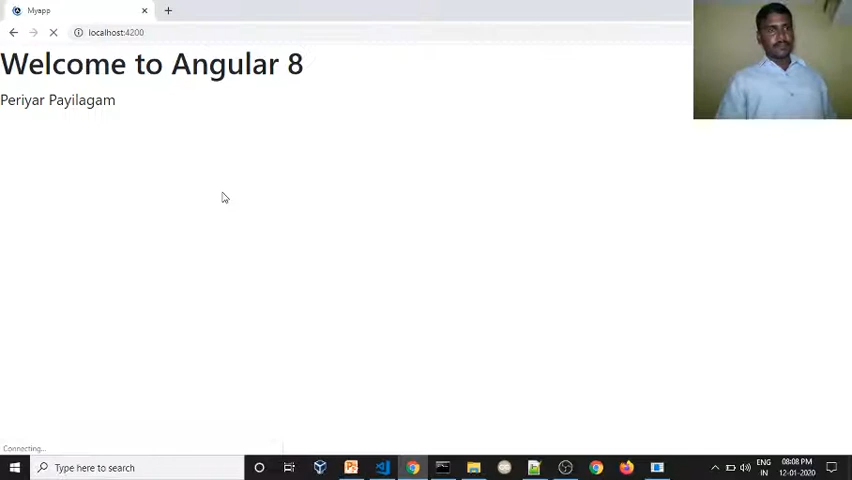 Myapp
localhost:4200
Welcome to Angular 8
Periyar Payilagam
Connecting...
Type here to search
ENG
IN
08:08 PM
12-01-2020